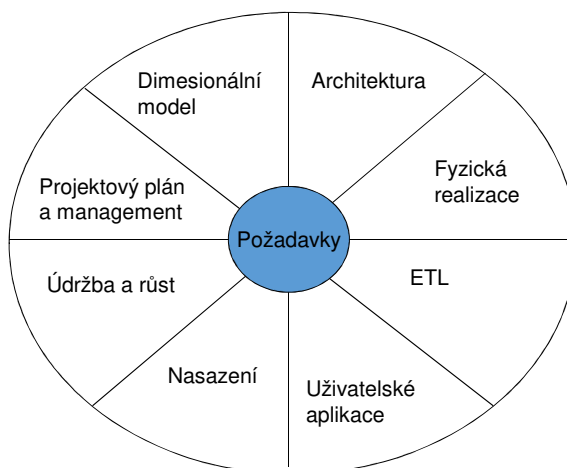 Dimesionální
model
Architektura
Projektový plán
a management
Fyzická
realizace
Požadavky
Údržba a růst
ETL
Nasazení
Uživatelské
aplikace